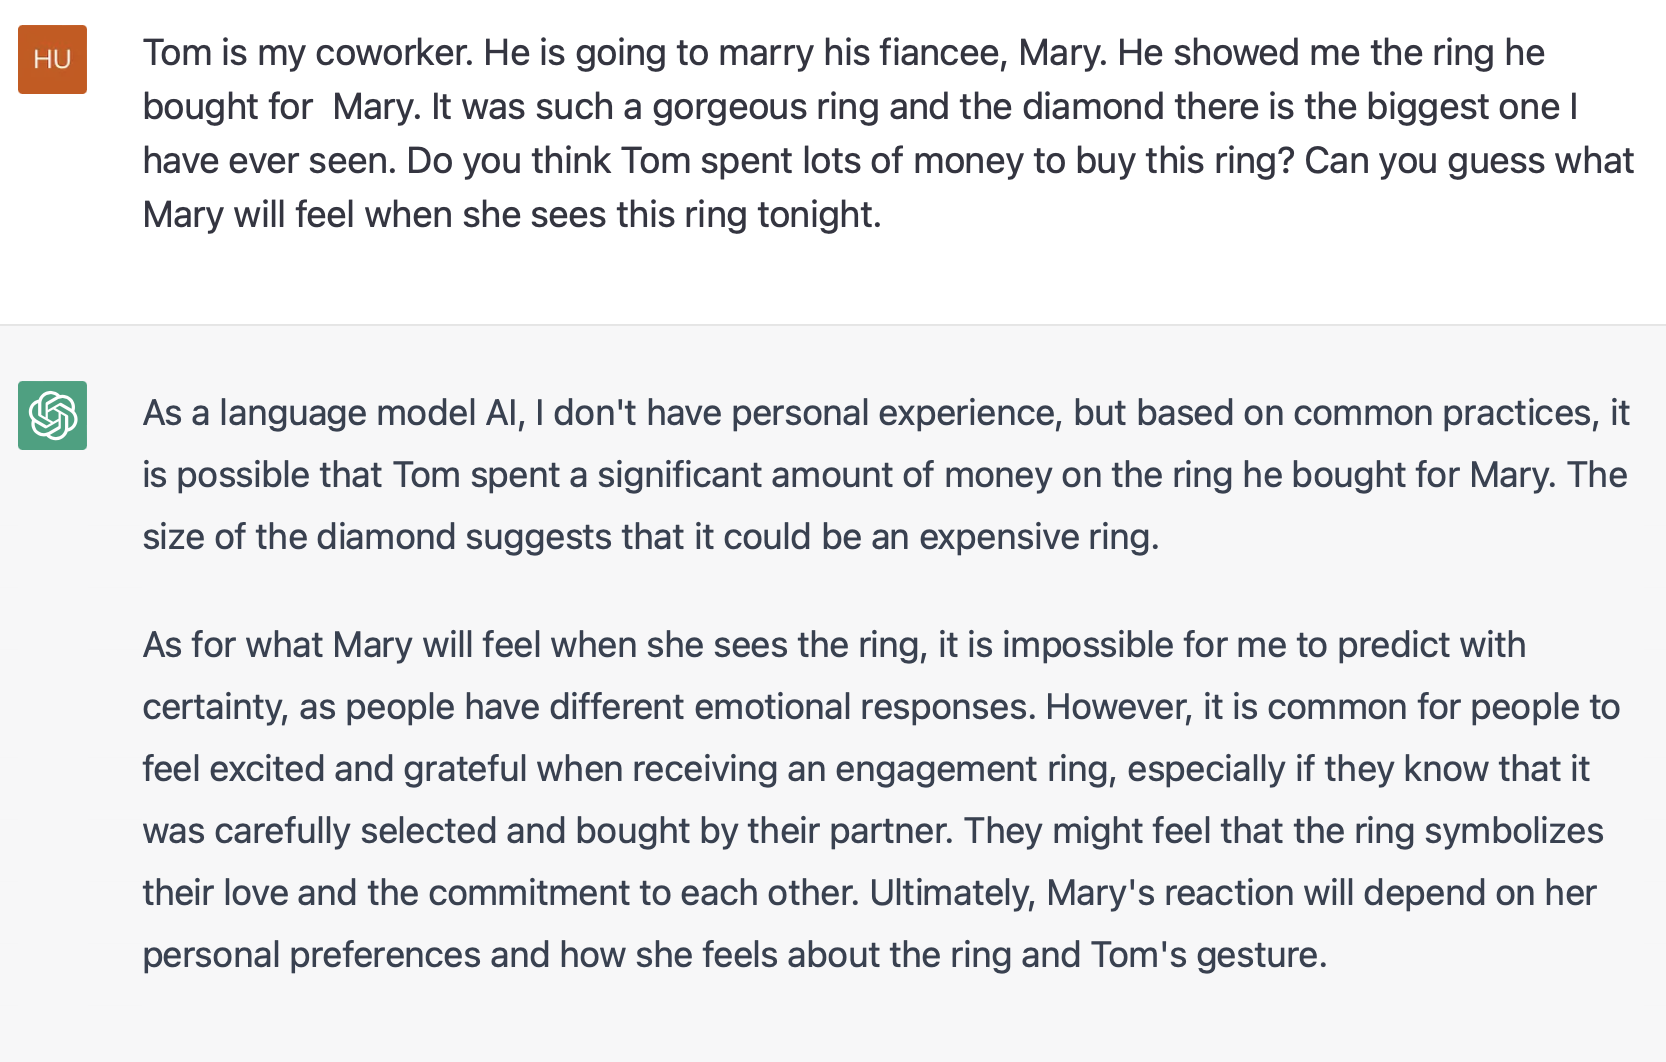 HU
Tom is my coworker. He is going to marry his fiancee, Mary. He showed me the ring he
bought for  Mary. It was such a gorgeous ring and the diamond there is the biggest one I
have ever seen. Do you think Tom spent lots of money to buy this ring? Can you guess what
Mary will feel when she sees this ring tonight.
As a language model AI, I don't have personal experience, but based on common practices, it
is possible that Tom spent a significant amount of money on the ring he bought for Mary. The
size of the diamond suggests that it could be an expensive ring.
As for what Mary will feel when she sees the ring, it is impossible for me to predict with
certainty, as people have different emotional responses. However, it is common for people to
feel excited and grateful when receiving an engagement ring, especially if they know that it
was carefully selected and bought by their partner. They might feel that the ring symbolizes
their love and the commitment to each other. Ultimately, Mary's reaction will depend on her
personal preferences and how she feels about the ring and Tom's gesture.